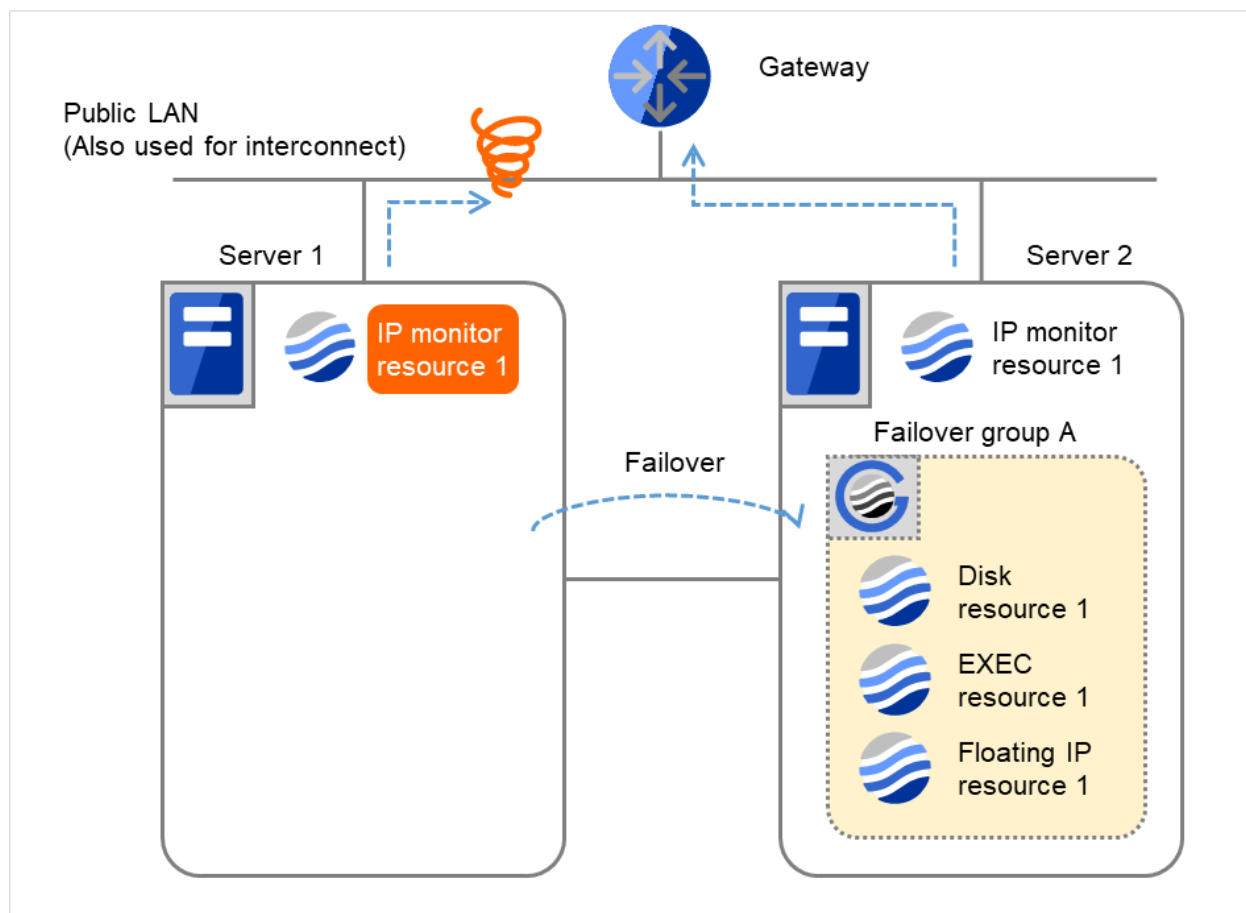 Gateway
Public LAN
(Also used for interconnect)
Server 1
Server 2
IP monitor
resource 1
IP monitor
resource 1
Failover group A
Failover
Disk
resource 1
EXEC
resource 1
Floating IP
resource 1